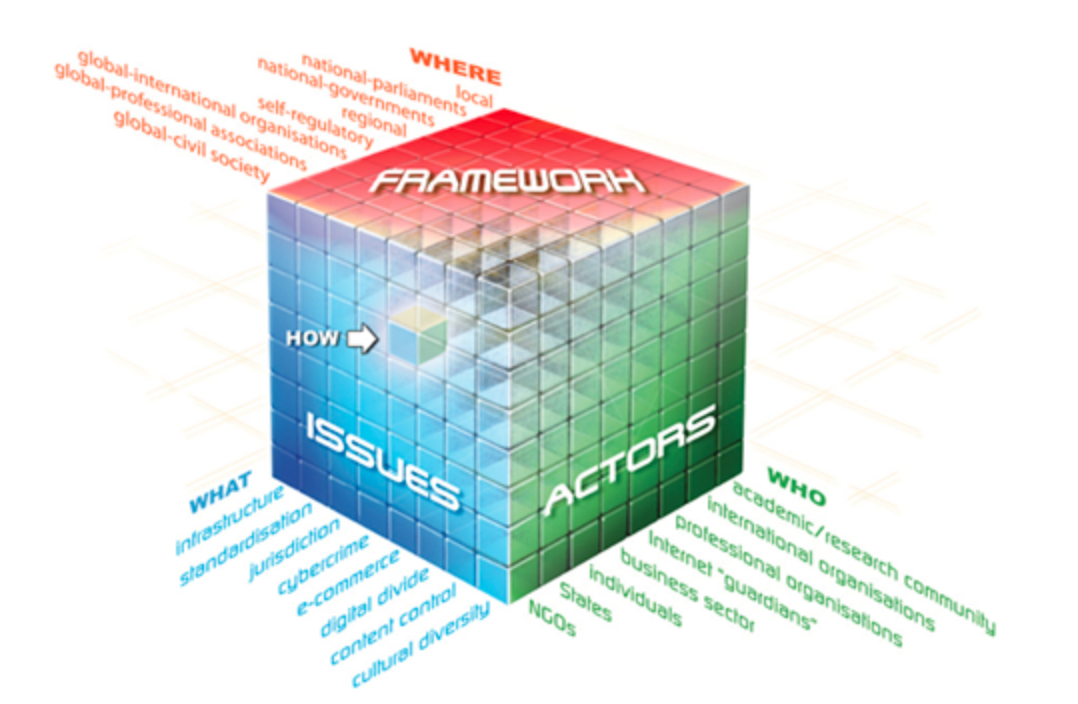 WHERE
local
national-parliaments
national-governments
regional
self-regulatory
global-international organisations
global-professional associations
global-civil society
FRAMEWORK
HOW
ISSUES
ACTORS
WHAT
infrastructure
standardisation
jurisdiction
cybercrime
e-commerce
digital divide
content control
cultural diversity
WHO
academic/research community
international organisations
professional organisations
Internet "guardians"
business sector
individuals
States
NGOs